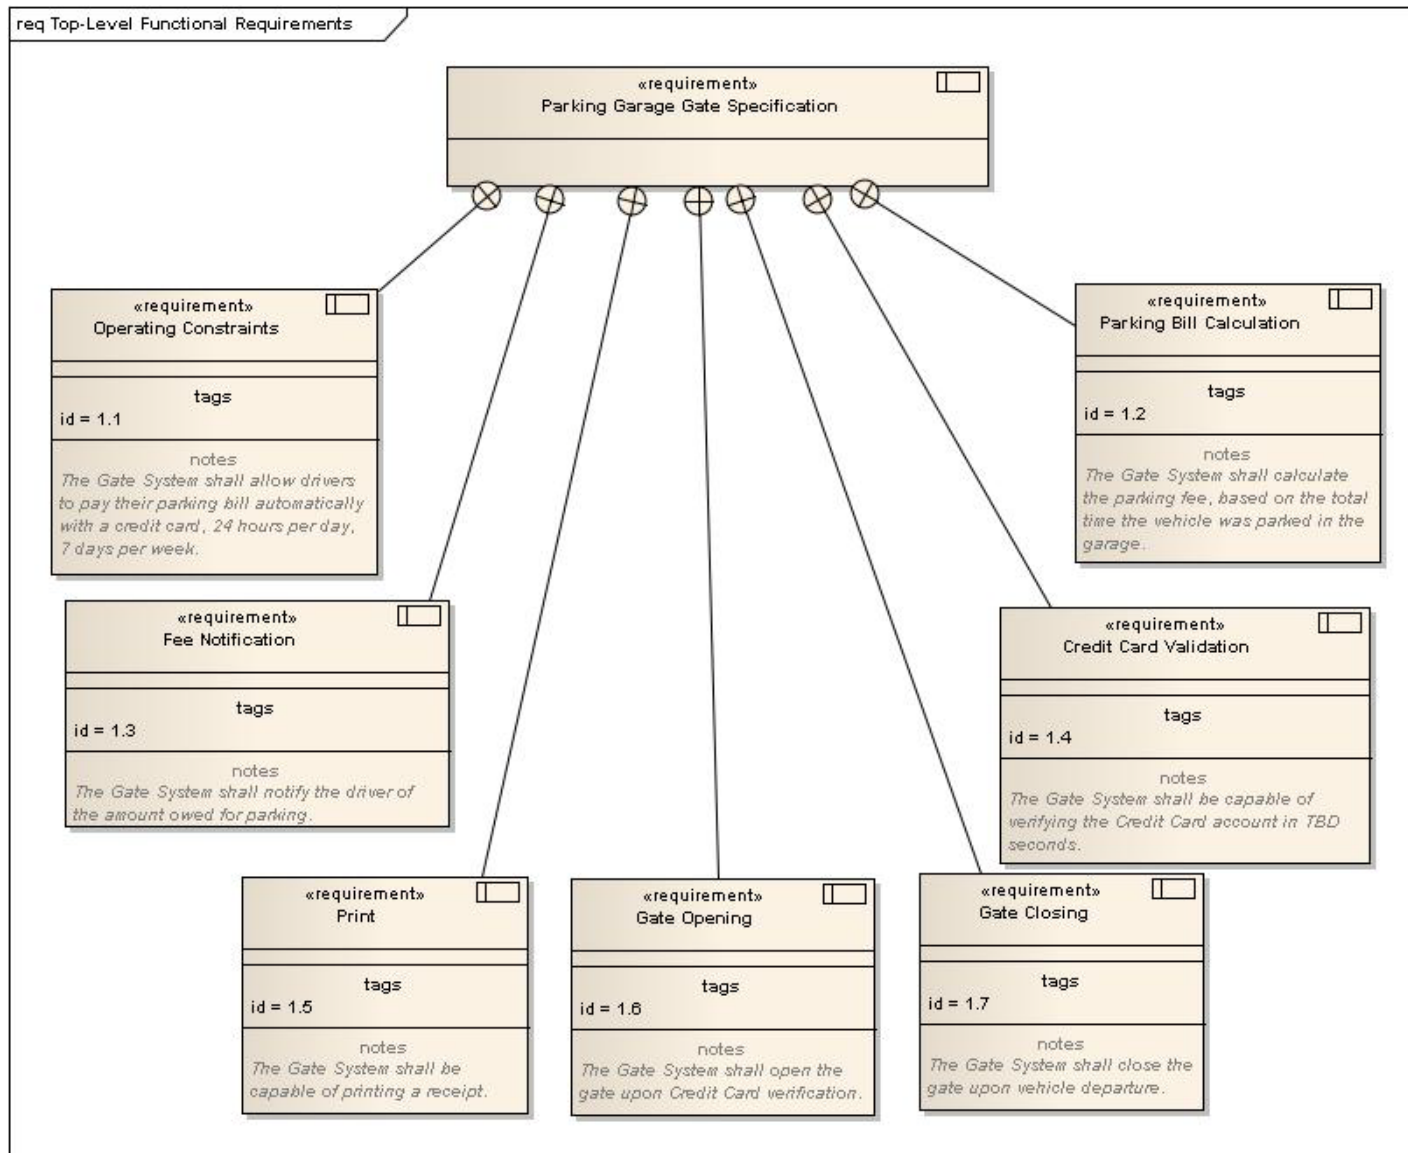 req Top-Level Functional Requirements
«requirement»
Parking Garage Gate Specification
«requirement»
Operating Constraints
tags
id = 1.1
notes
The Gate System shall allow drivers
to pay their parking bill automatically
with a credit card, 24 hours per day,
7 days per week.
«requirement»
Parking Bill Calculation
tags
id = 1.2
notes
The Gate System shall calculate
the parking fee, based on the total
time the vehicle was parked in the
garage.
«requirement»
Fee Notification
tags
id = 1.3
notes
The Gate System shall notify the driver of
the amount owed for parking.
«requirement»
Credit Card Validation
tags
id = 1.4
notes
The Gate System shall be capable of
verifying the Credit Card account in TBD
seconds.
«requirement»
Print
tags
id = 1.5
notes
The Gate System shall be
capable of printing a receipt.
«requirement»
Gate Opening
tags
id = 1.6
notes
The Gate System shall open the
gate upon Credit Card verification.
«requirement»
Gate Closing
tags
id = 1.7
notes
The Gate System shall close the
gate upon vehicle departure.